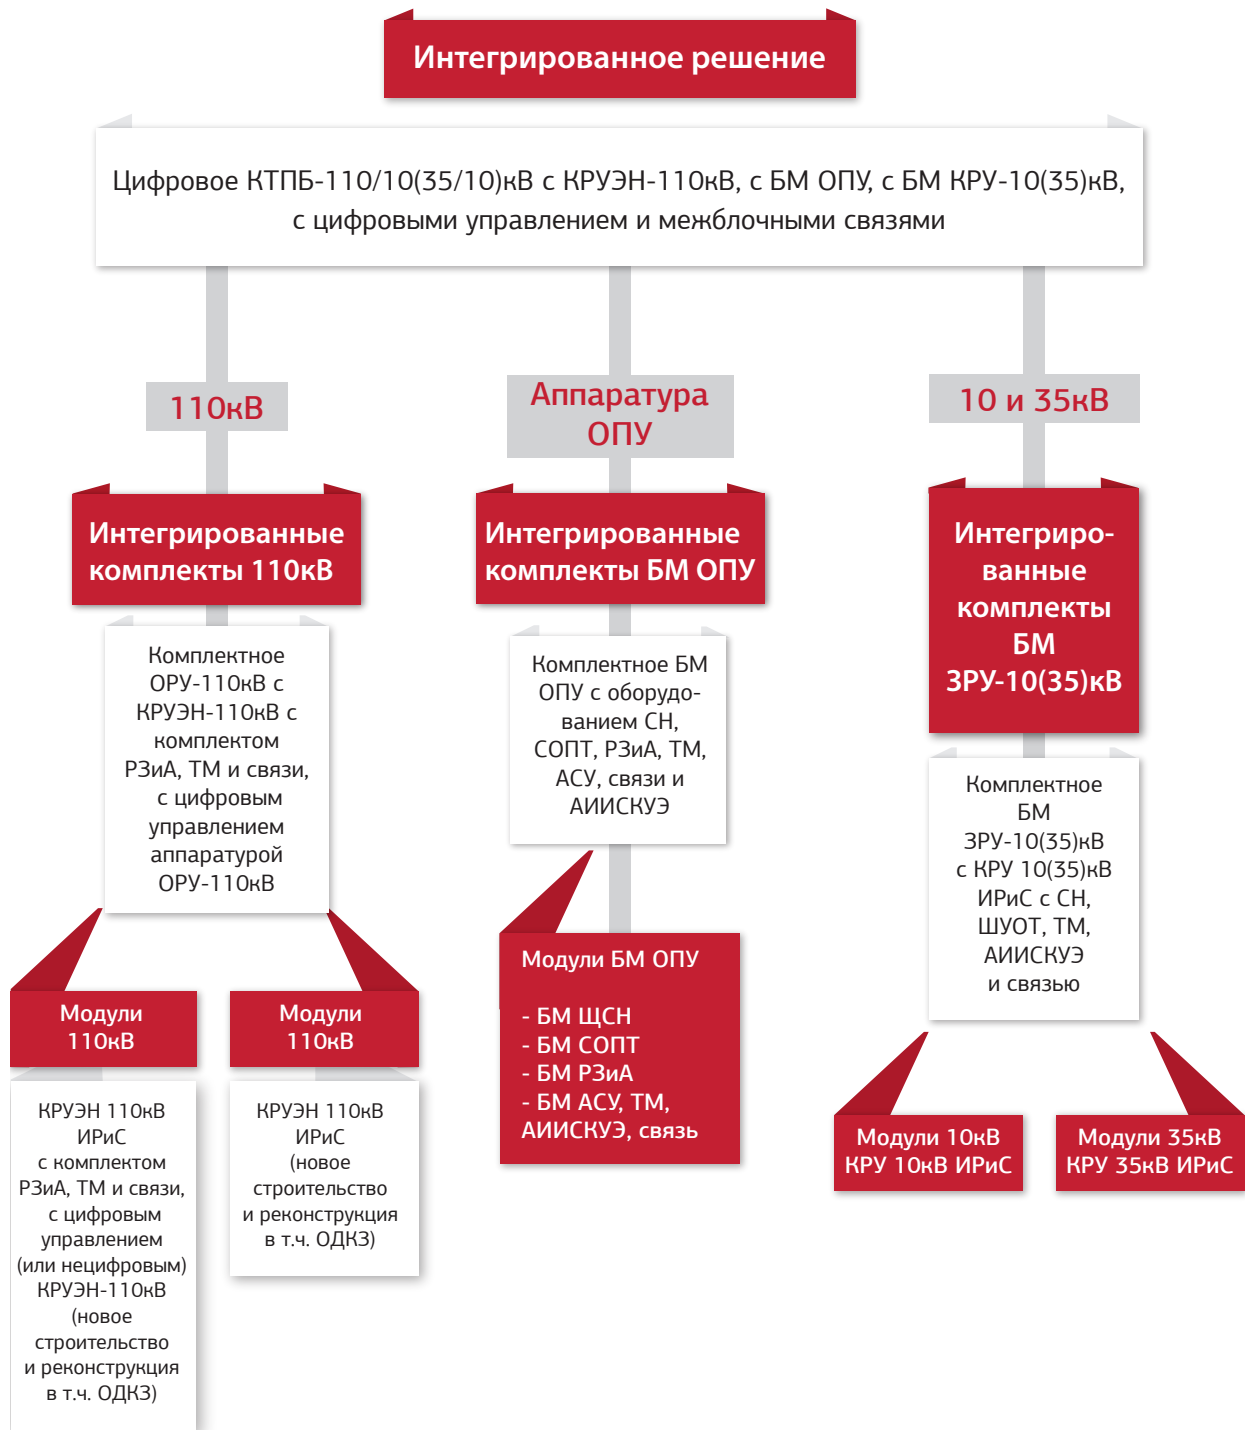 Интегрированное решение
Цифровое КТПБ-110/10(35/10)кВ с КРУЭН-110кВ, с БМ ОПУ, с БМ КРУ-10(35)кВ,
с цифровыми управлением и межблочными связями
110кВ
Аппаратура
ОПУ
10 и 35кВ
Интегрированные
комплекты 110кВ
Интегрированные
комплекты БМ ОПУ
Интегриро-
ванные
комплекты
БМ
ЗРУ-10(35)кВ
Комплектное
ОРУ-110кВ с
КРУЭН-110кВ с
комплектом
РЗиА, ТМ и связи,
с цифровым
управлением
аппаратурой
ОРУ-110кВ
Комплектное БМ
ОПУ с оборудо-
ванием СН,
СОПТ, РЗиА, ТМ,
АСУ, связи и
АИИСКУЭ
Комплектное
БМ
ЗРУ-10(35)кВ
с КРУ 10(35)кВ
ИРиС с СН,
ШУОТ, ТМ,
АИИСКУЭ
и связью
Модули
110кВ
Модули
110кВ
Модули БМ ОПУ
- БМ ЩСН
- БМ СОПТ
- БМ РЗиА
- БМ АСУ, ТМ,
АИИСКУЭ, связь
Модули 10кВ
КРУ 10кВ ИРиС
Модули 35кВ
КРУ 35кВ ИРиС
КРУЭН 110кВ
ИРиС
с комплектом
РЗиА, ТМ и связи,
с цифровым
управлением
(или нецифровым)
КРУЭН-110кВ
(новое
строительство
и реконструкция
в т.ч. ОДКЗ)
КРУЭН 110кВ
ИРиС
(новое
строительство
и реконструкция
в т.ч. ОДКЗ)